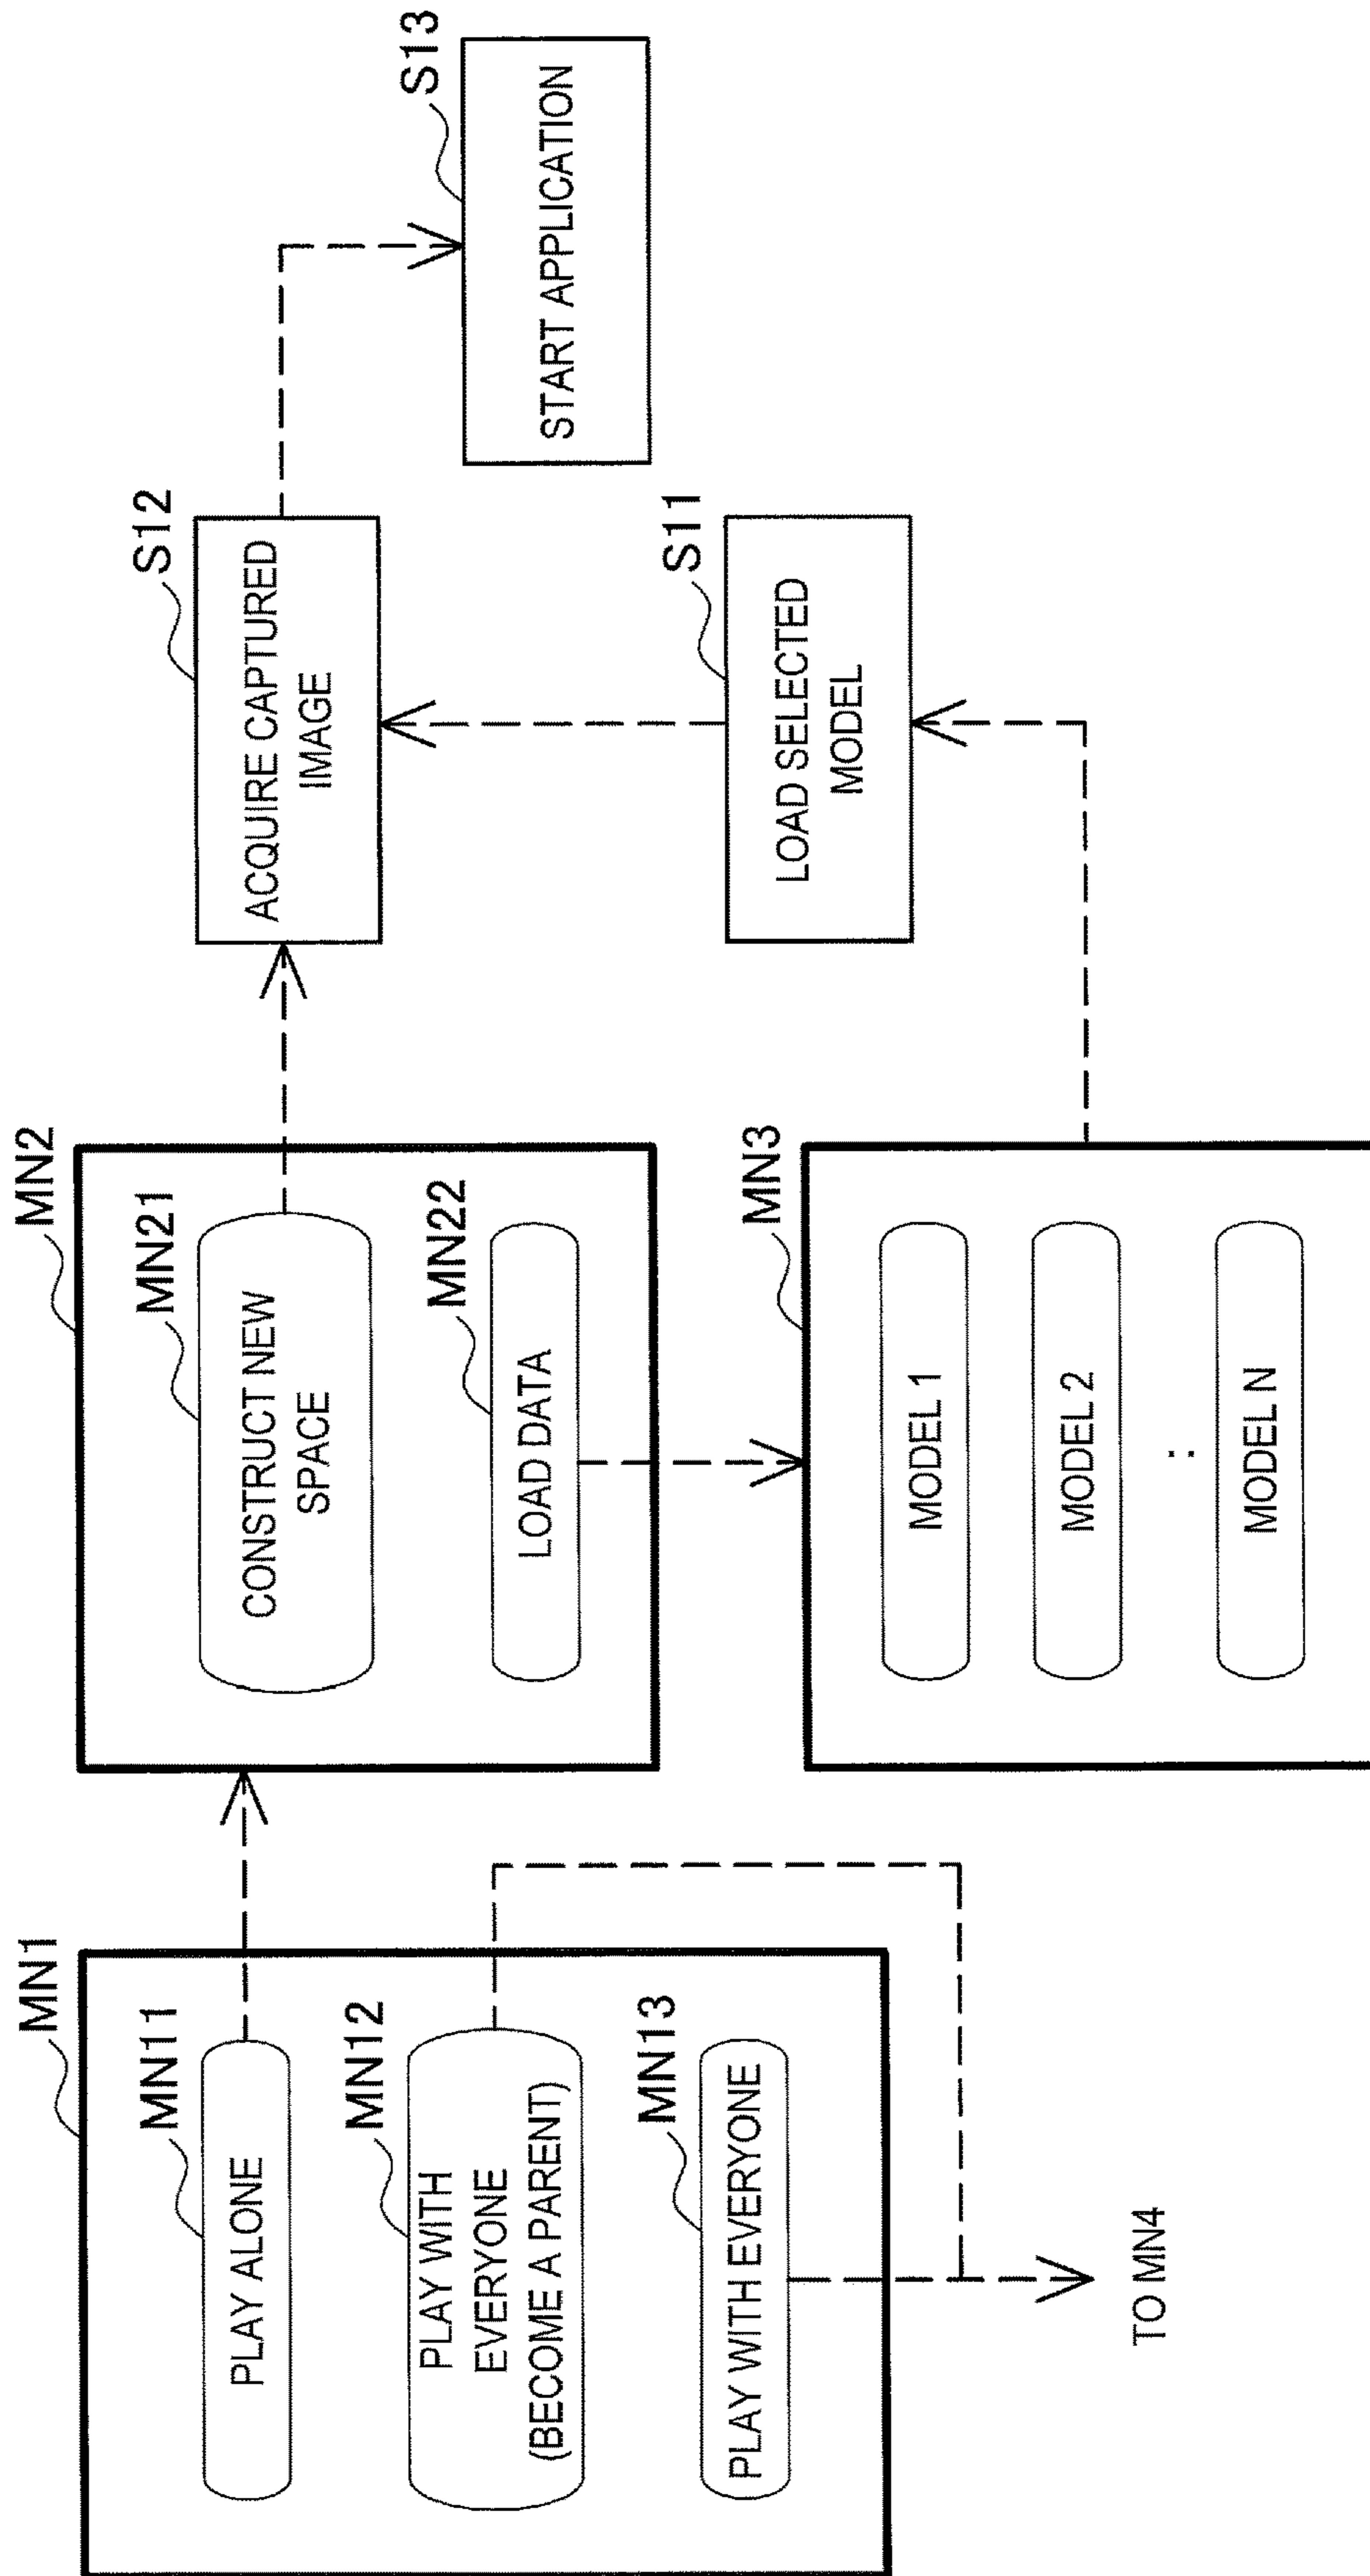 MN1
MN11
PLAY ALONE
MN12
PLAY WITH
EVERYONE
(BECOME A PARENT)
MN13
PLAY WITH EVERYONE
TO MN4
MN2
MN21
CONSTRUCT NEW
SPACE
MN22
LOAD DATA
MN3
MODEL 1
MODEL 2
:
MODEL N
S12
ACQUIRE CAPTURED
IMAGE
S11
LOAD SELECTED
MODEL
S13
START APPLICATION